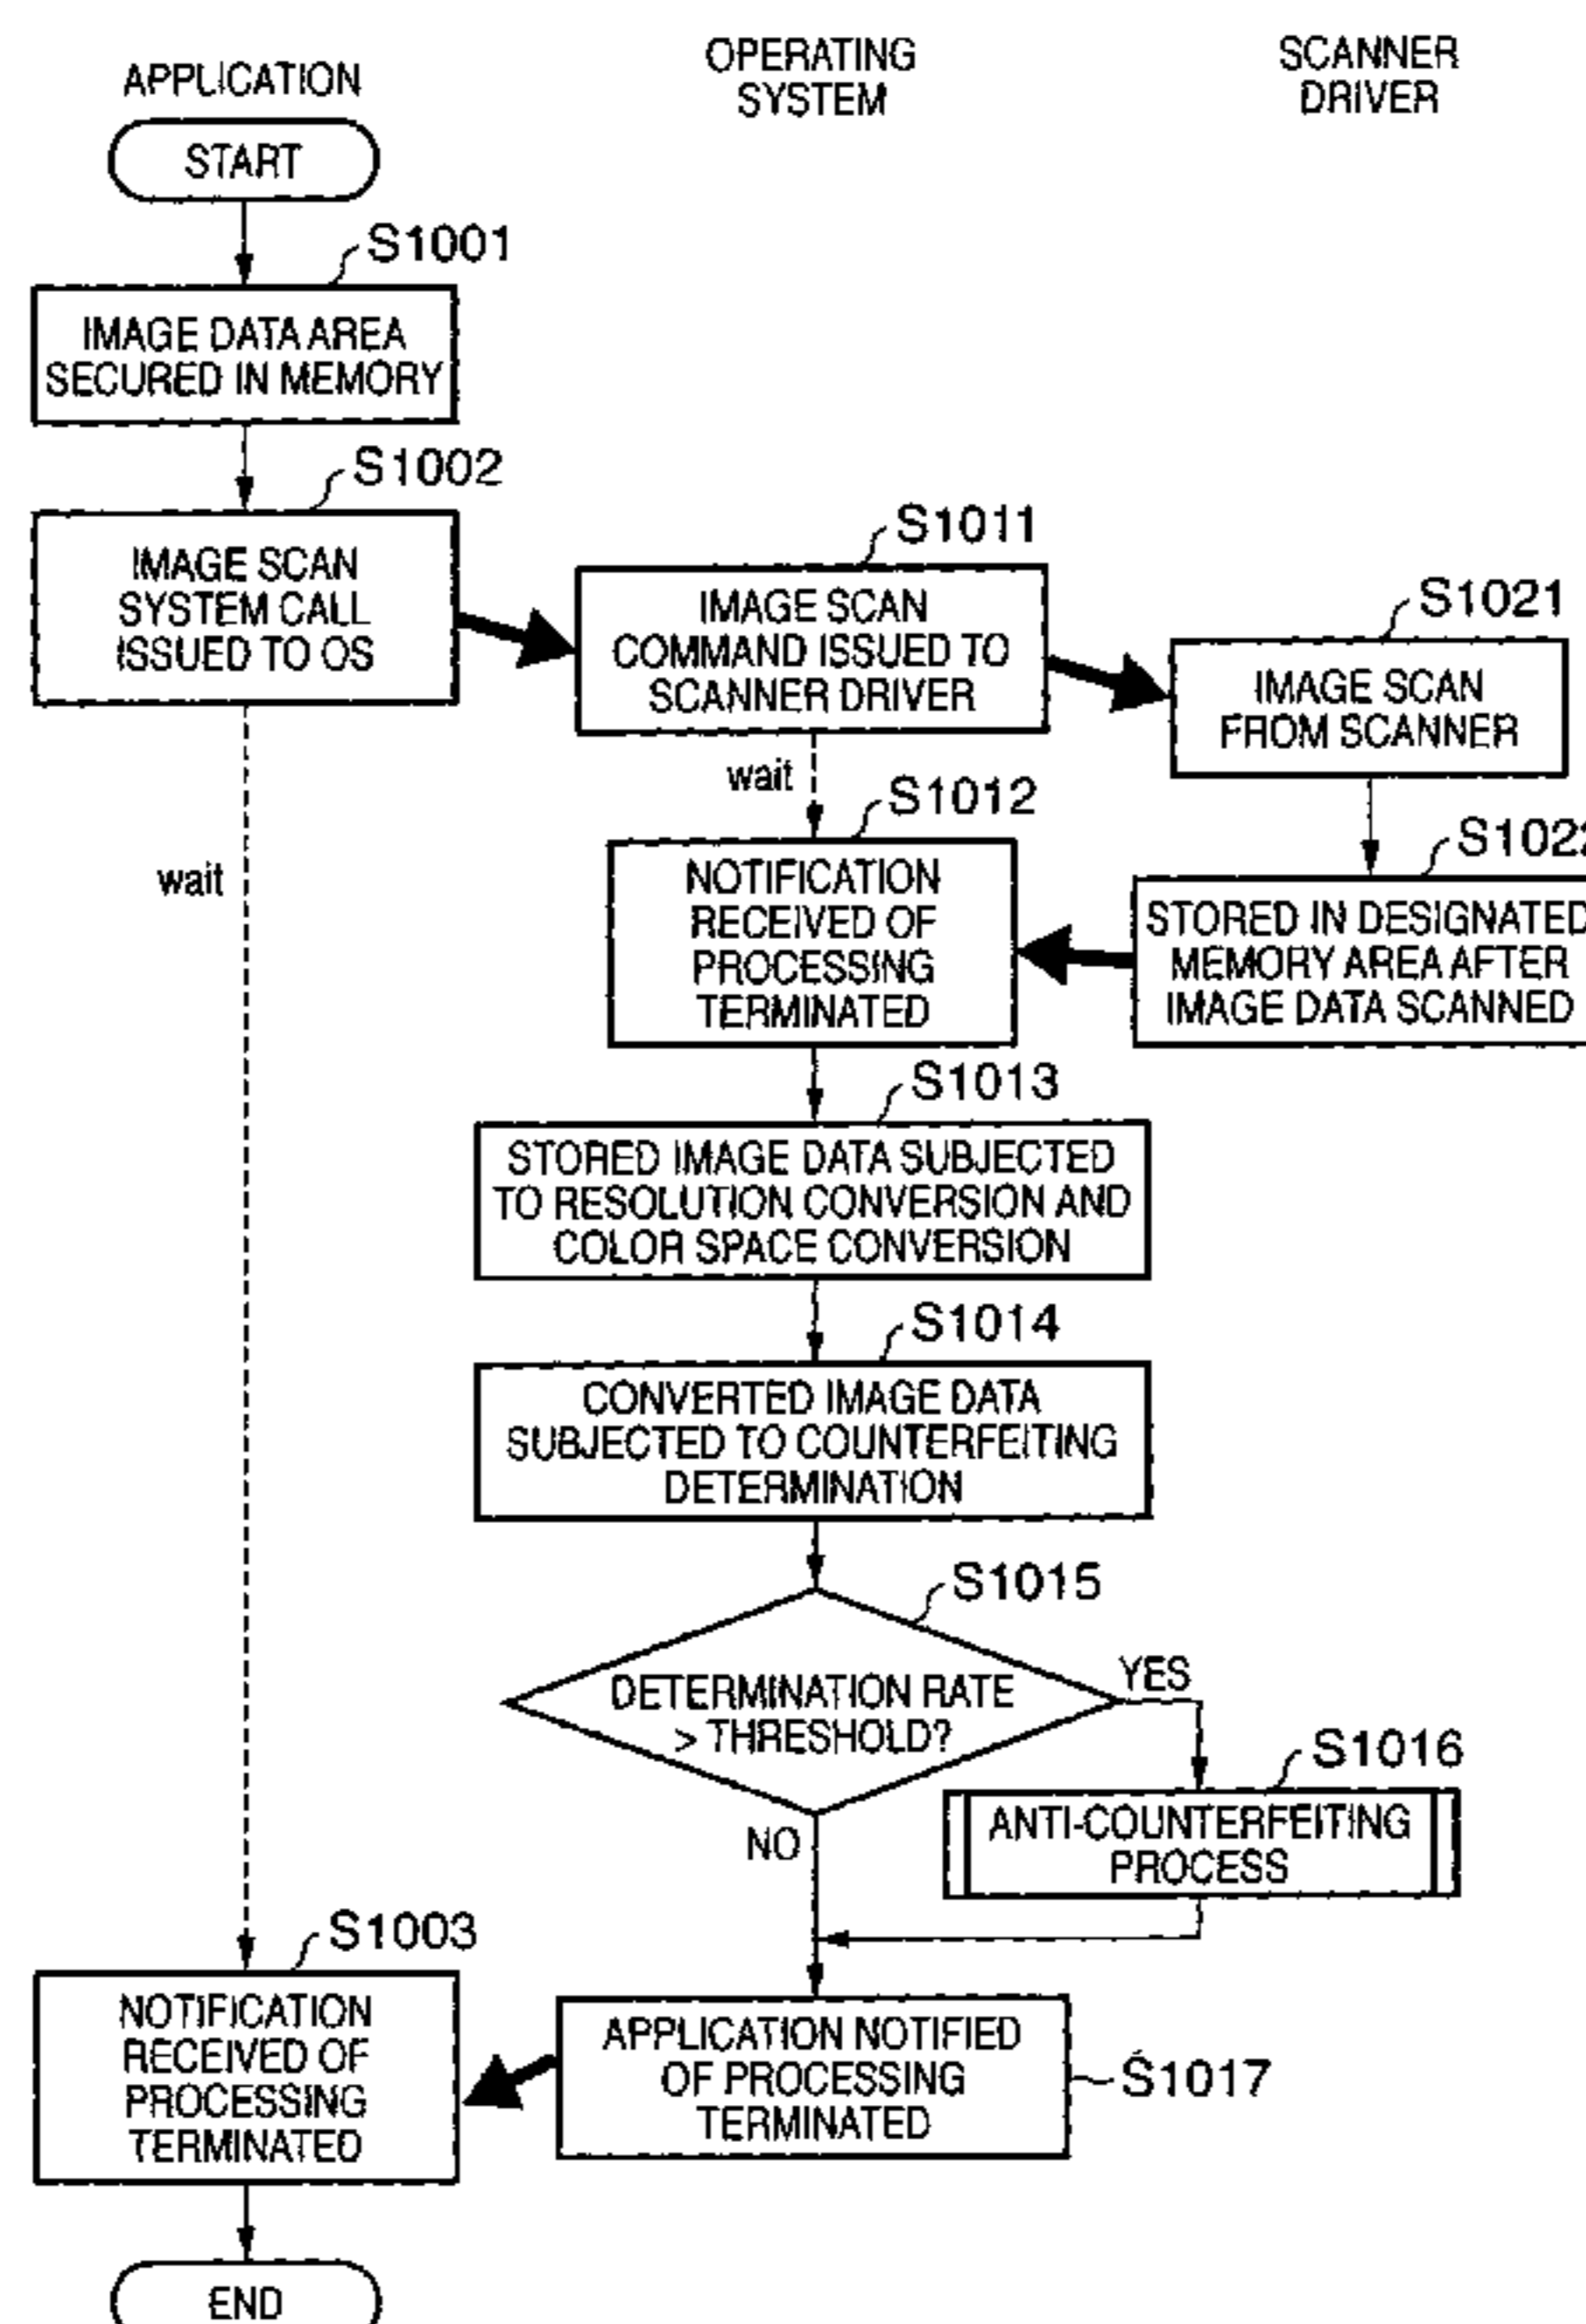 APPLICATION
OPERATING
SYSTEM
SCANNER
DRIVER
START
S1001
IMAGE DATA AREA
SECURED IN MEMORY
S1002
IMAGE SCAN
SYSTEM CALL
ISSUED TO OS
S1011
IMAGE SCAN
COMMAND ISSUED TO
SCANNER DRIVER
S1021
IMAGE SCAN
FROM SCANNER
wait
wait
S1012
NOTIFICATION
RECEIVED OF
PROCESSING
TERMINATED
S1022
STORED IN DESIGNATED
MEMORY AREA AFTER
IMAGE DATA SCANNED
S1013
STORED IMAGE DATA SUBJECTED
TO RESOLUTION CONVERSION AND
COLOR SPACE CONVERSION
S1014
CONVERTED IMAGE DATA
SUBJECTED TO COUNTERFEITING
DETERMINATION
S1015
DETERMINATION RATE
> THRESHOLD?
YES
NO
S1016
ANTI-COUNTERFEITING
PROCESS
S1003
NOTIFICATION
RECEIVED OF
PROCESSING
TERMINATED
APPLICATION NOTIFIED
OF PROCESSING
TERMINATED
S1017
END